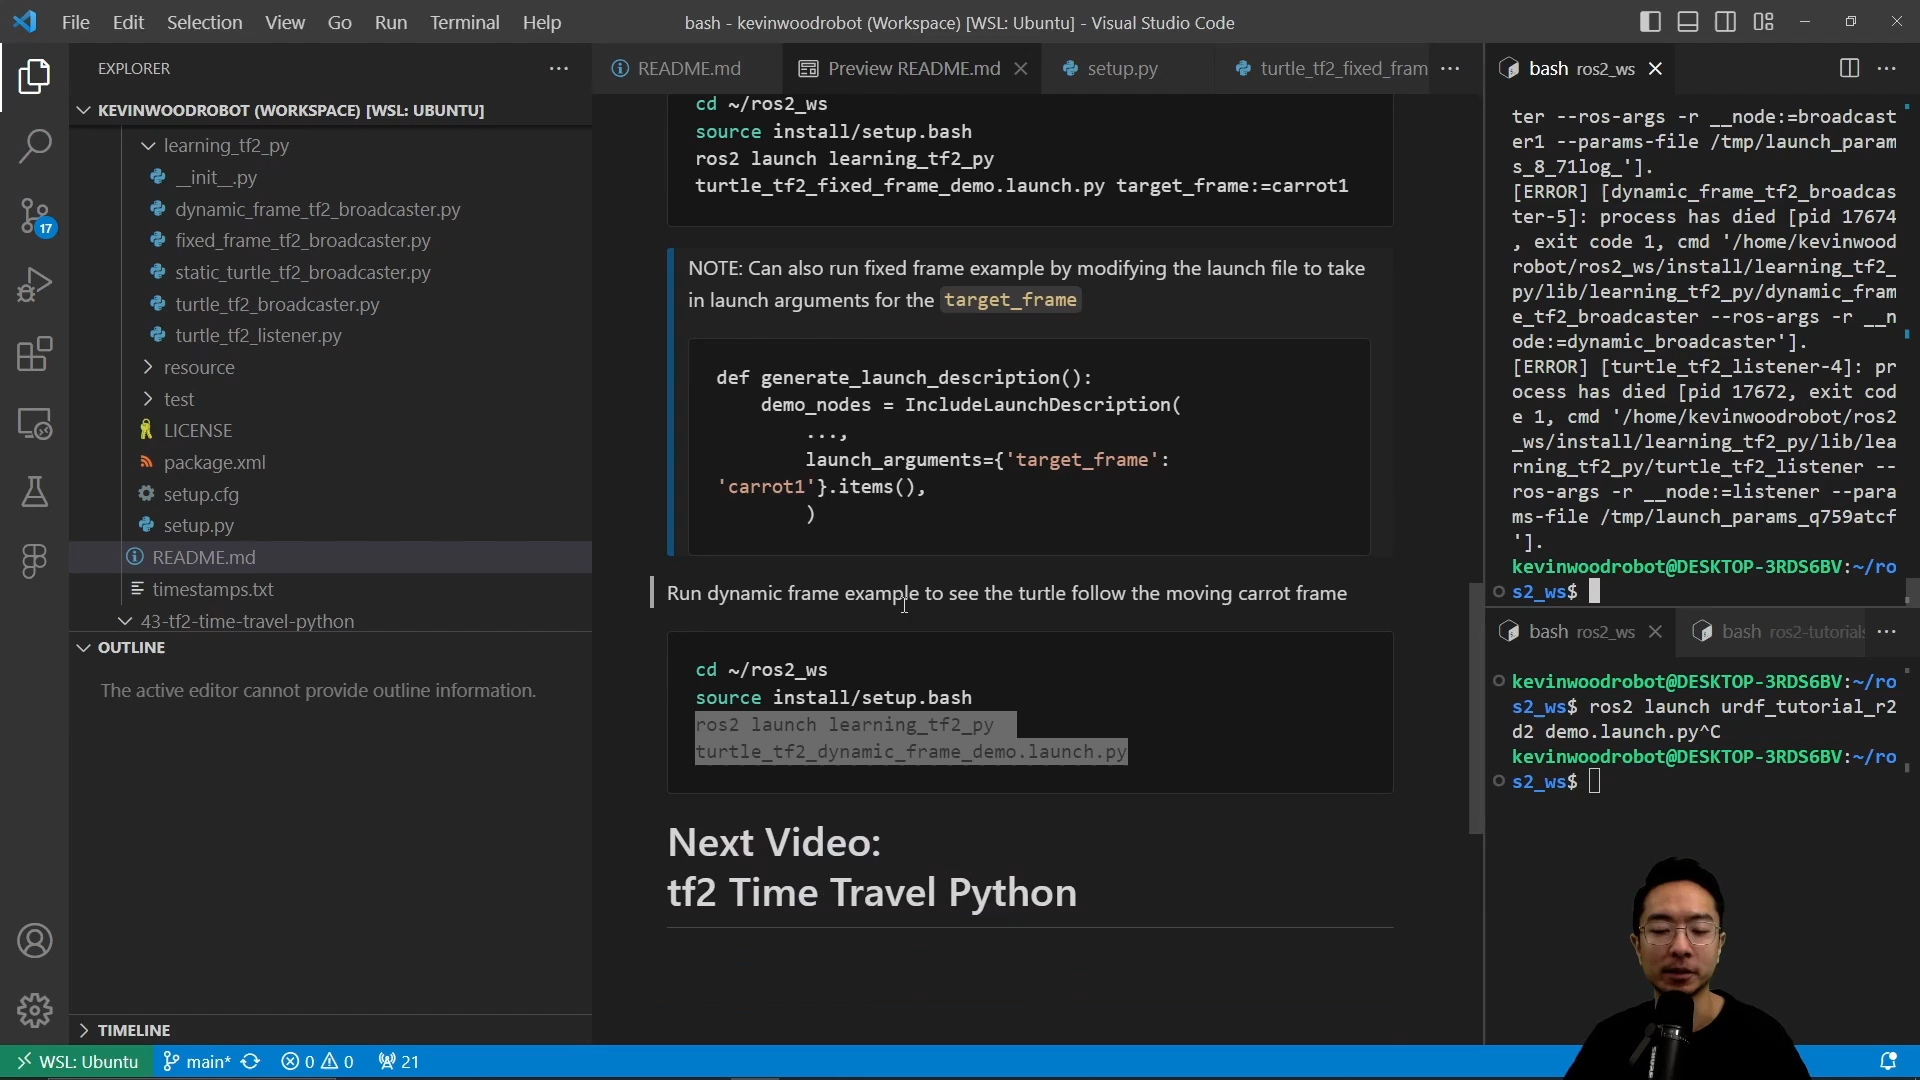 File Edit Selection View Go Run Terminal Help
bash - kevinwoodrobot (Workspace) [WSL: Ubuntu] - Visual Studio Code
EXPLORER
KEVINWOODROBOT (WORKSPACE) [WSL: UBUNTU]
learning_tf2_py
__init__.py
dynamic_frame_tf2_broadcaster.py
fixed_frame_tf2_broadcaster.py
static_turtle_tf2_broadcaster.py
turtle_tf2_broadcaster.py
turtle_tf2_listener.py
resource
test
LICENSE
package.xml
setup.cfg
setup.py
README.md
timestamps.txt
43-tf2-time-travel-python
OUTLINE
The active editor cannot provide outline information.
TIMELINE
17
README.md
Preview README.md
setup.py
turtle_tf2_fixed_fram
cd ~/ros2_ws
source install/setup.bash
ros2 launch learning_tf2_py
turtle_tf2_fixed_frame_demo.launch.py target_frame:=carrot1
NOTE: Can also run fixed frame example by modifying the launch file to take
in launch arguments for the target_frame
def generate_launch_description():
demo_nodes = IncludeLaunchDescription(
...,
launch_arguments={'target_frame':
'carrot1'}.items(),
)
Run dynamic frame example to see the turtle follow the moving carrot frame
cd ~/ros2_ws
source install/setup.bash
ros2 launch learning_tf2_py
turtle_tf2_dynamic_frame_demo.launch.py
Next Video:
tf2 Time Travel Python
bash ros2_ws
ter --ros-args -r __node:=broadcast
er1 --params-file /tmp/launch_param
s_8_71log_'].
[ERROR] [dynamic_frame_tf2_broadcas
ter-5]: process has died [pid 17674
, exit code 1, cmd '/home/kevinwood
robot/ros2_ws/install/learning_tf2_
py/lib/learning_tf2_py/dynamic_fram
e_tf2_broadcaster --ros-args -r __n
ode:=dynamic_broadcaster'].
[ERROR] [turtle_tf2_listener-4]: pr
ocess has died [pid 17672, exit cod
e 1, cmd '/home/kevinwoodrobot/ros2
_ws/install/learning_tf2_py/lib/lea
rning_tf2_py/turtle_tf2_listener --
ros-args -r __node:=listener --para
ms-file /tmp/launch_params_q759atcf
'].
kevinwoodrobot@DESKTOP-3RDS6BV:~/ro
s2_ws$
bash ros2_ws
bash ros2-tutorials
kevinwoodrobot@DESKTOP-3RDS6BV:~/ro
s2_ws$ ros2 launch urdf_tutorial_r2
d2 demo.launch.py^C
kevinwoodrobot@DESKTOP-3RDS6BV:~/ro
s2_ws$
WSL: Ubuntu main* 0 0 21